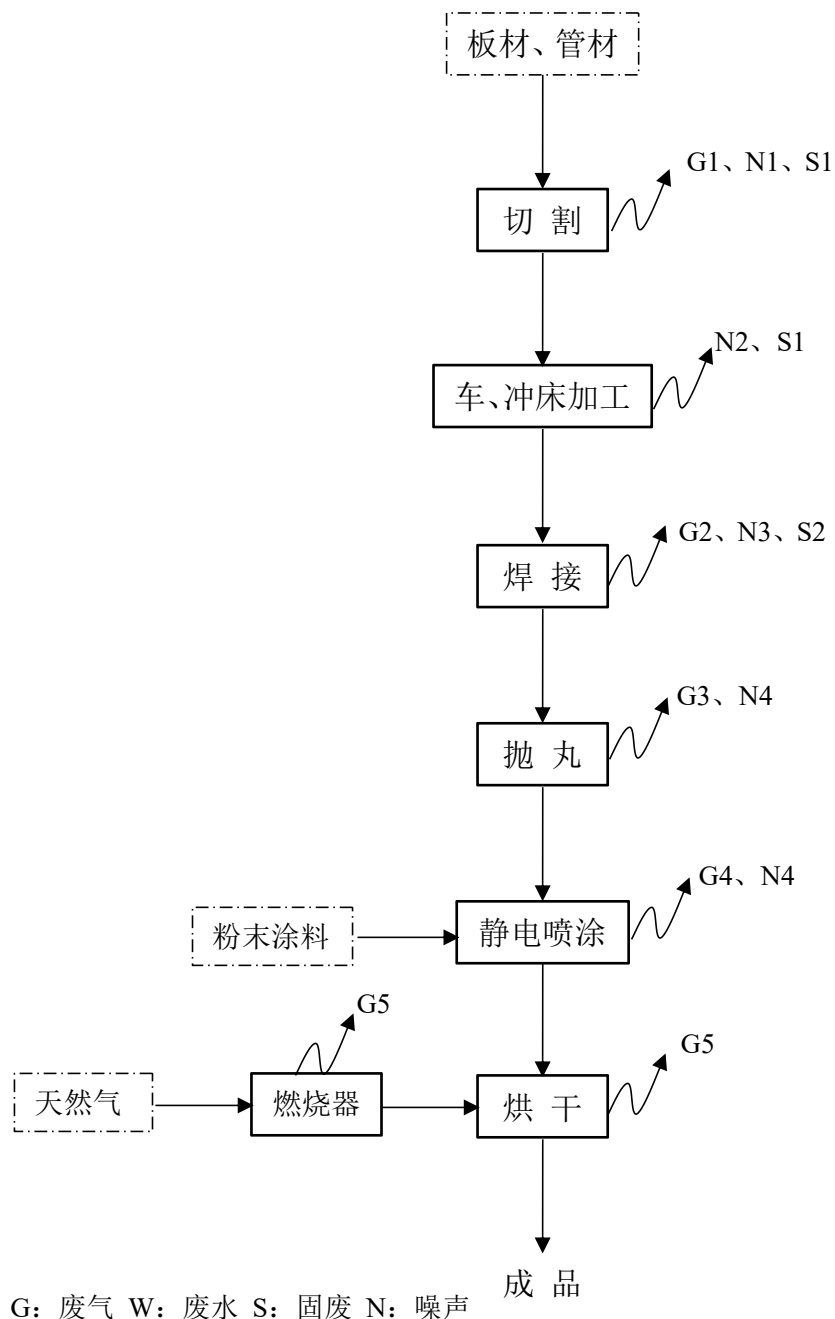 板材、管材
G1、N1、S1
切 割
N2、S1
车、冲床加工
G2、N3、S2
焊 接
G3、N4
抛 丸
G4、N4
粉末涂料
静电喷涂
G5
G5
天然气
燃烧器
烘 干
成 品
G：废气 W：废水 S：固废 N：噪声